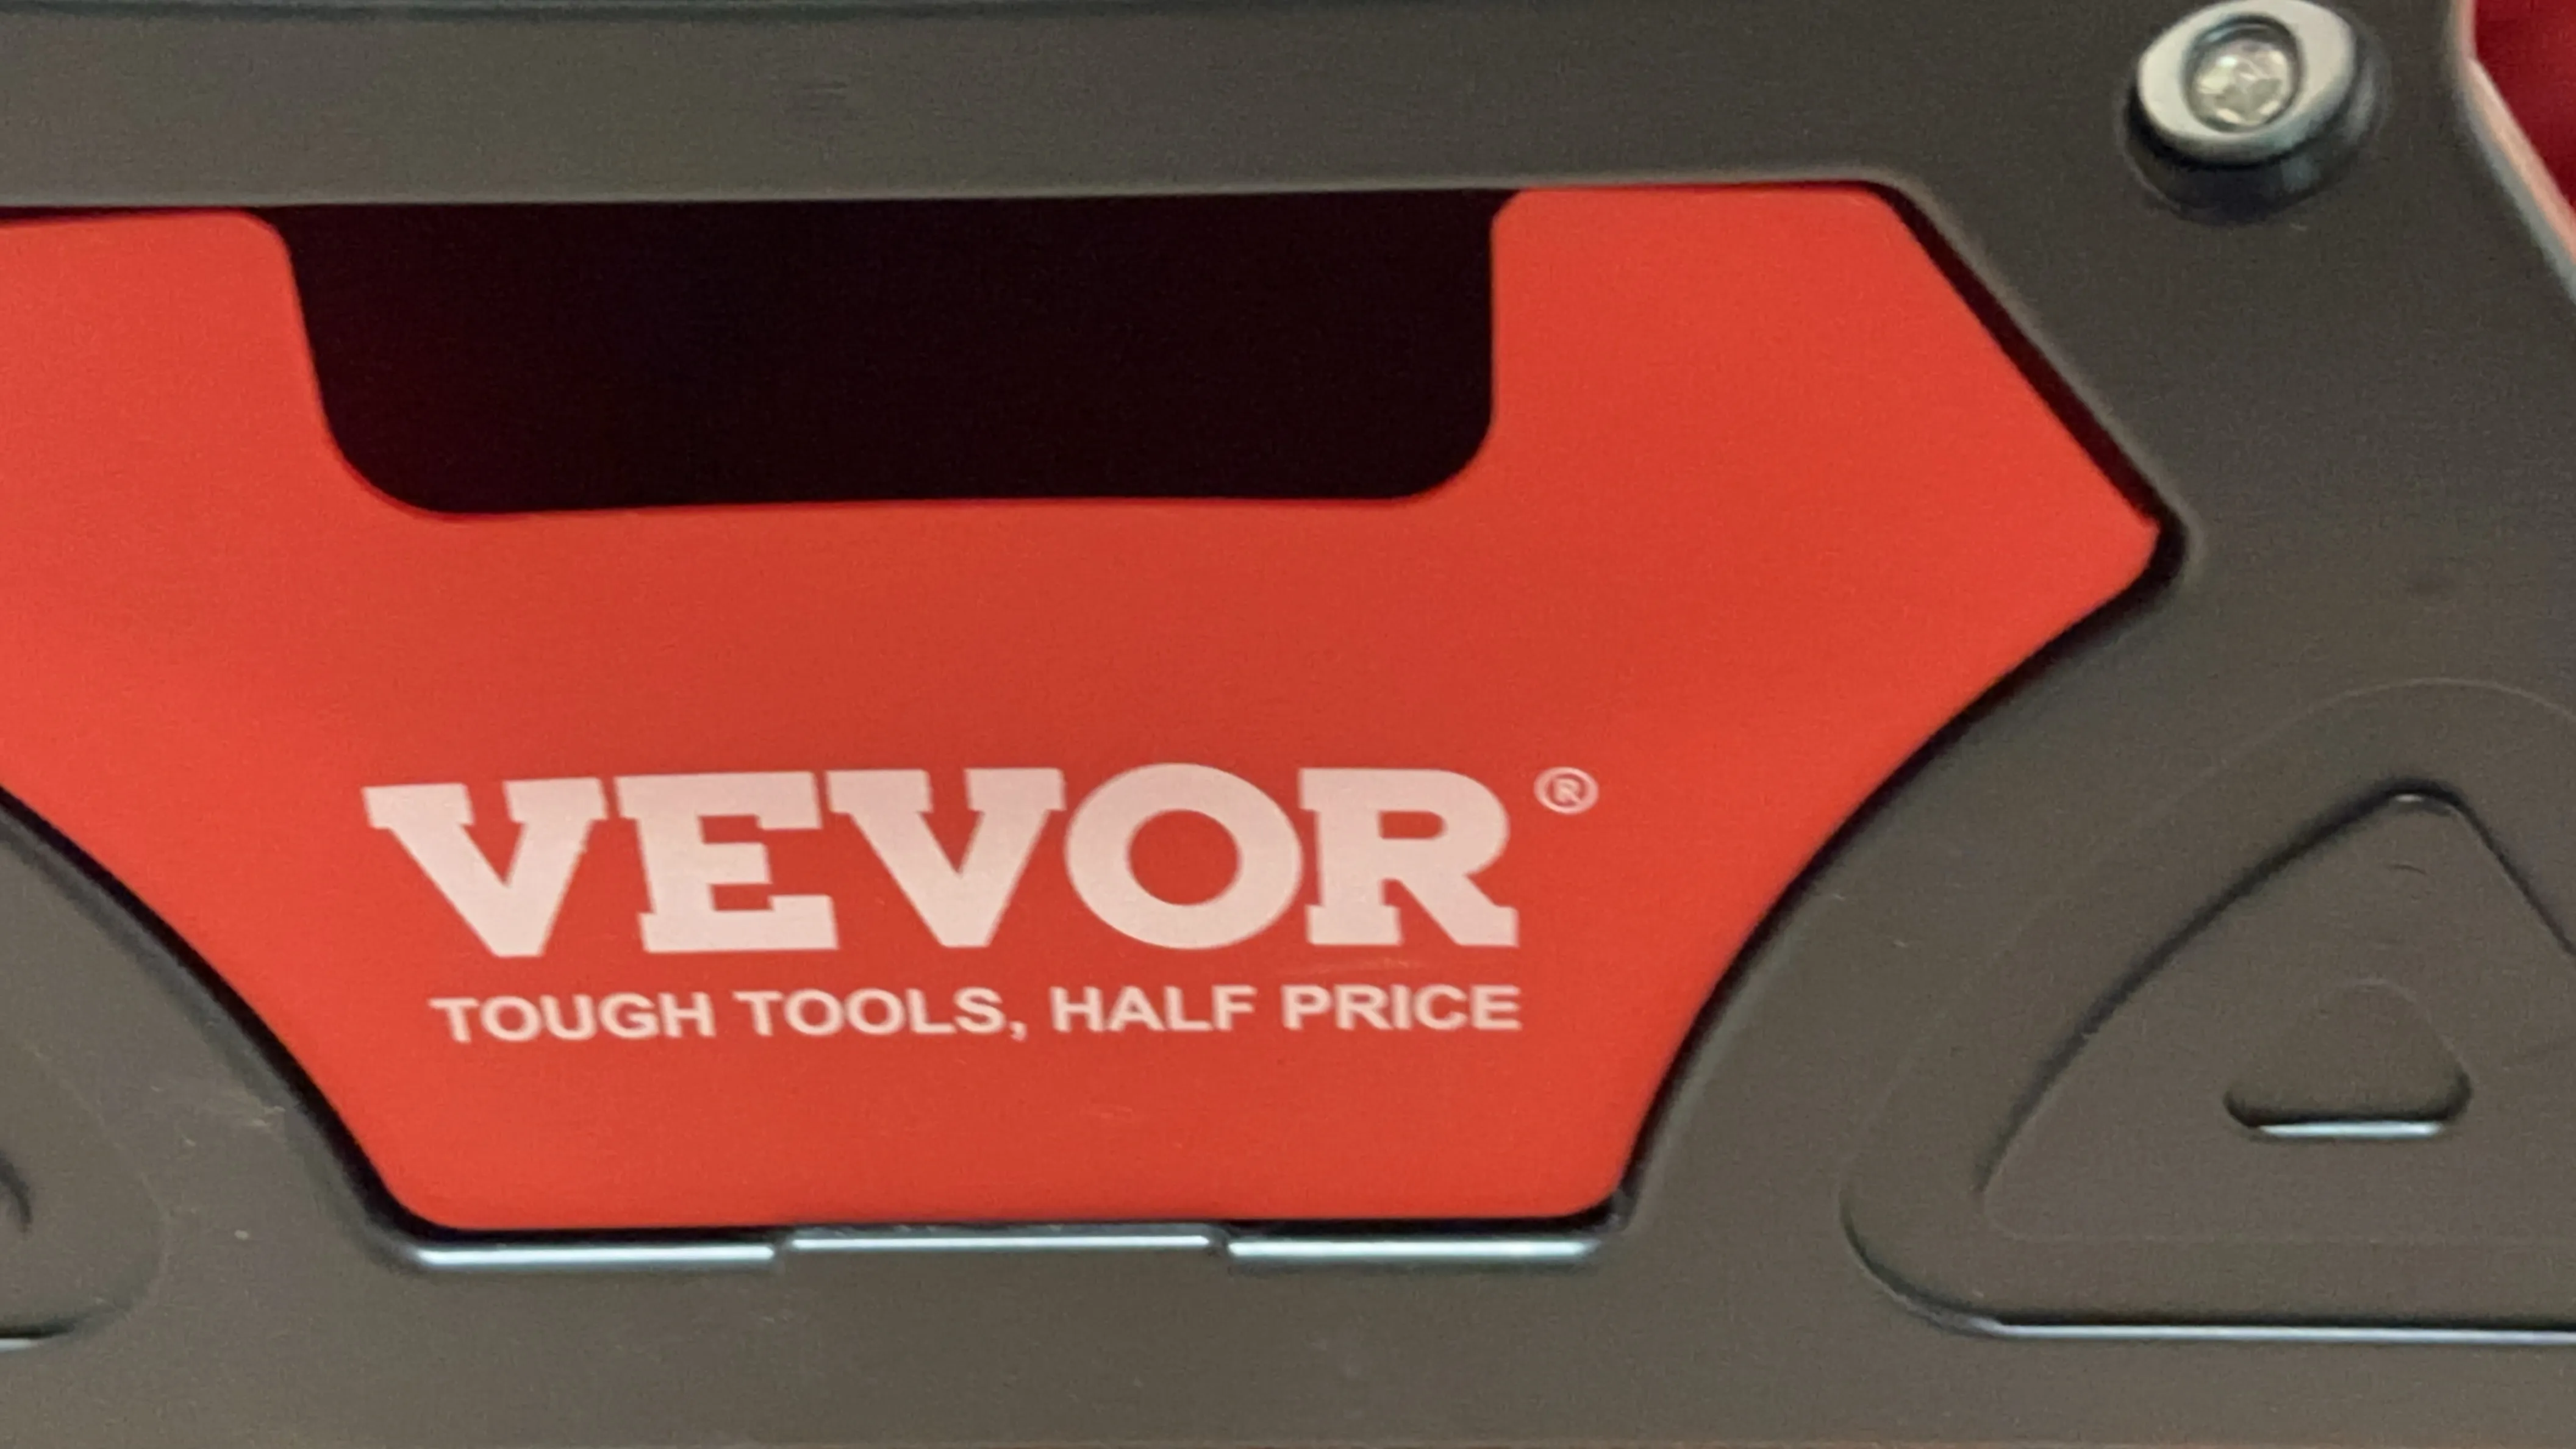 VEVOR®
TOUGH TOOLS, HALF PRICE